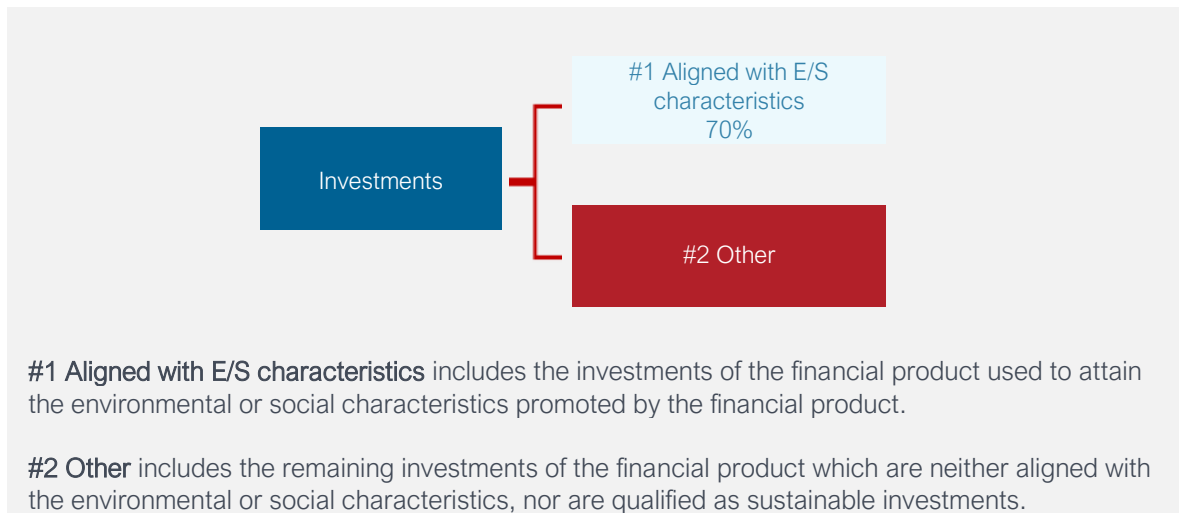 #1 Aligned with E/S
characteristics
70%
Investments
#2 Other
#1 Aligned with E/S characteristics includes the investments of the financial product used to attain
the environmental or social characteristics promoted by the financial product.
#2 Other includes the remaining investments of the financial product which are neither aligned with
the environmental or social characteristics, nor are qualified as sustainable investments.